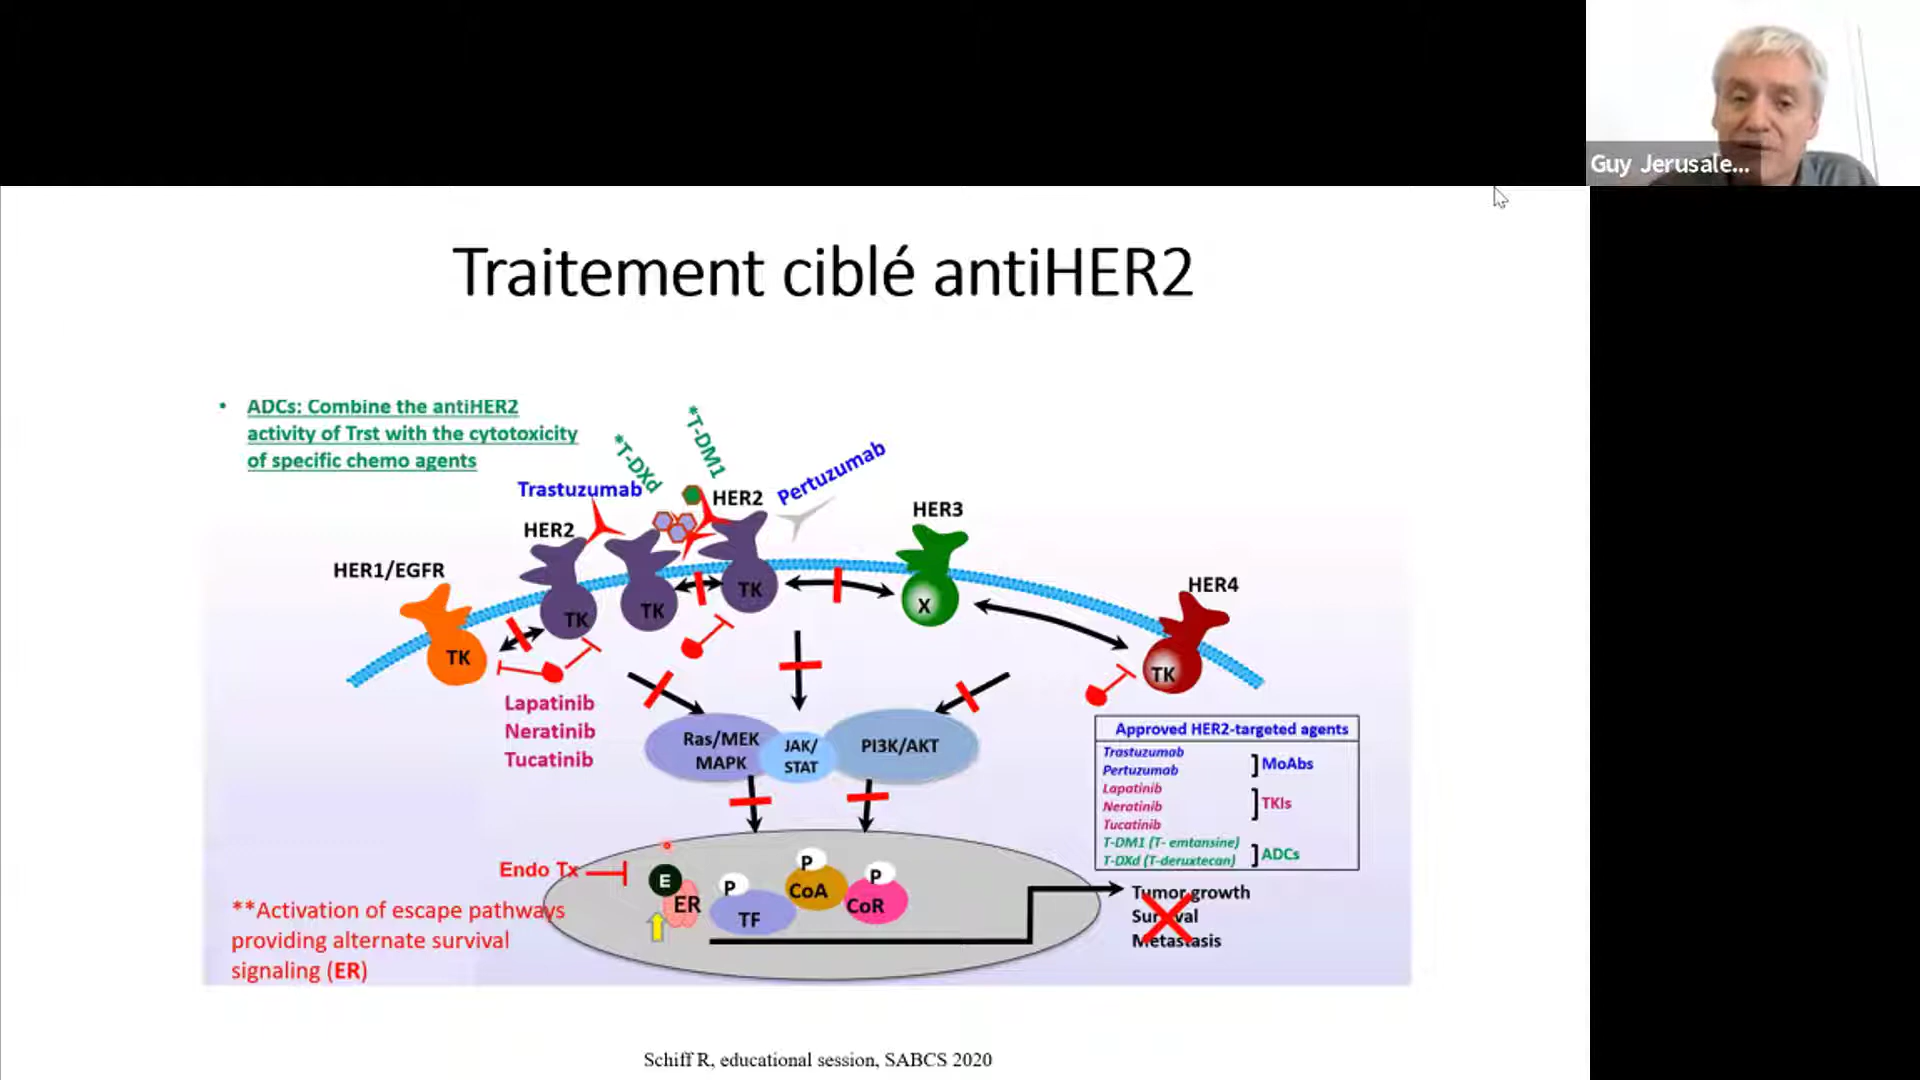 Guy Jerusale...
Traitement ciblé antiHER2
• ADCs: Combine the antiHER2
activity of Trst with the cytotoxicity
of specific chemo agents
*T-DXd
*T-DM1
Pertuzumab
Trastuzumab
HER2
HER2
HER3
HER1/EGFR
HER4
TK
TK
TK
TK
X
TK
Lapatinib
Neratinib
Tucatinib
Ras/MEK
MAPK
JAK/
STAT
PI3K/AKT
Approved HER2-targeted agents
Trastuzumab
Pertuzumab
] MoAbs
Lapatinib
Neratinib
Tucatinib
] TKIs
T-DM1 (T- emtansine)
T-DXd (T-deruxtecan)
] ADCs
Endo Tx
E
ER
P
TF
P
CoA
P
CoR
Tumor growth
Survival
Metastasis
**Activation of escape pathways
providing alternate survival
signaling (ER)
Schiff R, educational session, SABCS 2020